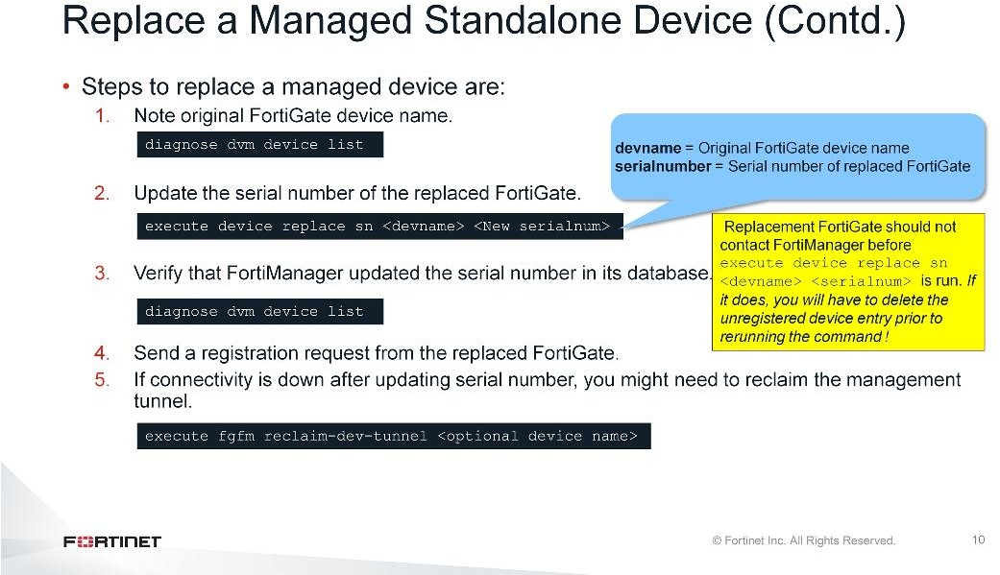 Replace a Managed Standalone Device (Contd.)
• Steps to replace a managed device are:
1. Note original FortiGate device name.
diagnose dvm device list
devname = Original FortiGate device name
serialnumber = Serial number of replaced FortiGate
2. Update the serial number of the replaced FortiGate.
execute device replace sn <devname> <New serialnum>
Replacement FortiGate should not
contact FortiManager before
execute device replace sn
<devname> <serialnum> is run. If
it does, you will have to delete the
unregistered device entry prior to
rerunning the command !
3. Verify that FortiManager updated the serial number in its database.
diagnose dvm device list
4. Send a registration request from the replaced FortiGate.
5. If connectivity is down after updating serial number, you might need to reclaim the management
tunnel.
execute fgfm reclaim-dev-tunnel <optional device name>
FORTINET
© Fortinet Inc. All Rights Reserved.
10